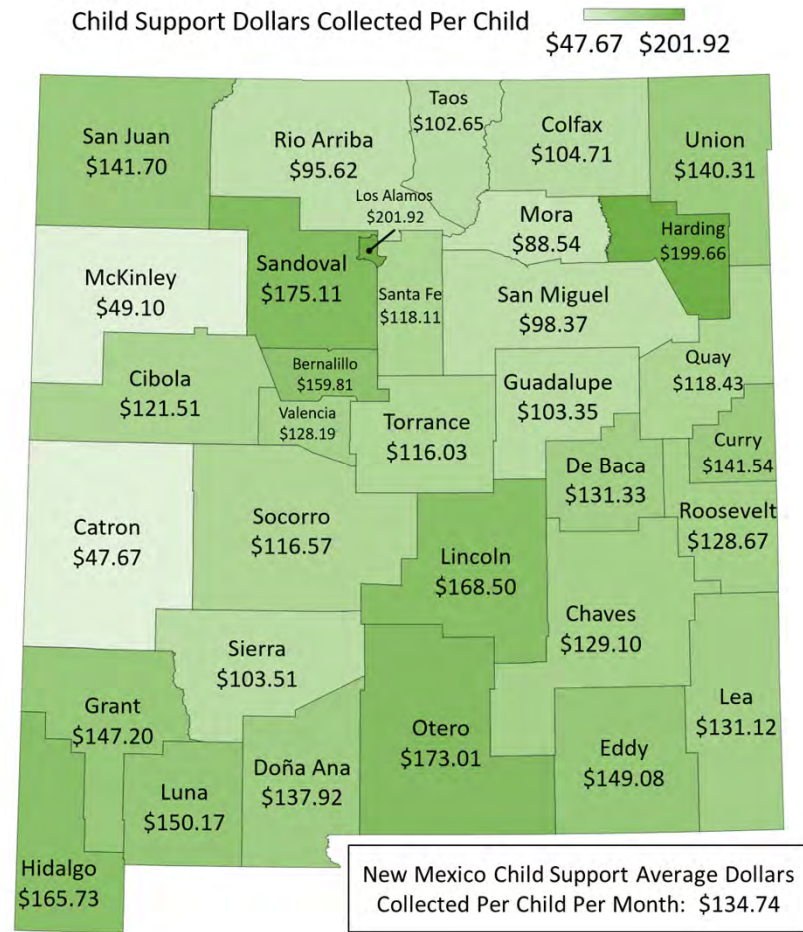 Child Support Dollars Collected Per Child
$47.67 $201.92
San Juan
$141.70
Rio Arriba
$95.62
Taos
$102.65
Colfax
$104.71
Union
$140.31
Los Alamos
$201.92
Mora
$88.54
Harding
$199.66
McKinley
$49.10
Sandoval
$175.11
Santa Fe
$118.11
San Miguel
$98.37
Cibola
$121.51
Bernalillo
$159.81
Valencia
$128.19
Torrance
$116.03
Guadalupe
$103.35
Quay
$118.43
Curry
$141.54
De Baca
$131.33
Roosevelt
$128.67
Catron
$47.67
Socorro
$116.57
Lincoln
$168.50
Chaves
$129.10
Sierra
$103.51
Grant
$147.20
Otero
$173.01
Lea
$131.12
Eddy
$149.08
Doña Ana
$137.92
Luna
$150.17
Hidalgo
$165.73
New Mexico Child Support Average Dollars
Collected Per Child Per Month: $134.74